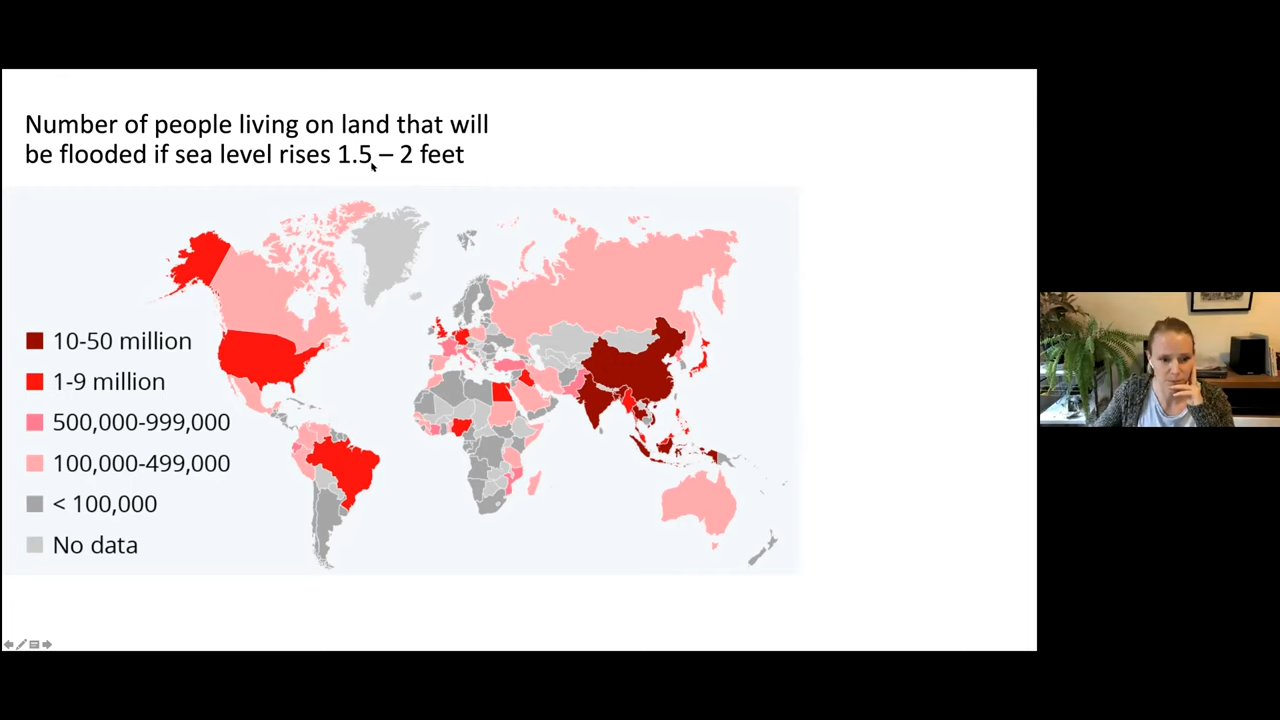 Number of people living on land that will
be flooded if sea level rises 1.5 – 2 feet
10-50 million
1-9 million
500,000-999,000
100,000-499,000
< 100,000
No data